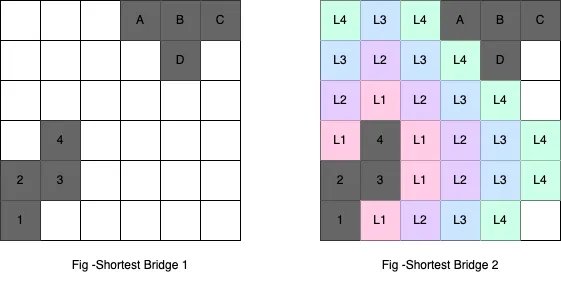 A B C L4 L3 L4 A B C
D L3 L2 L3 L4 D
L2 L1 L2 L3 L4
4 L1 4 L1 L2 L3 L4
2 3 2 3 L1 L2 L3 L4
1 1 L1 L2 L3 L4
Fig -Shortest Bridge 1 Fig -Shortest Bridge 2